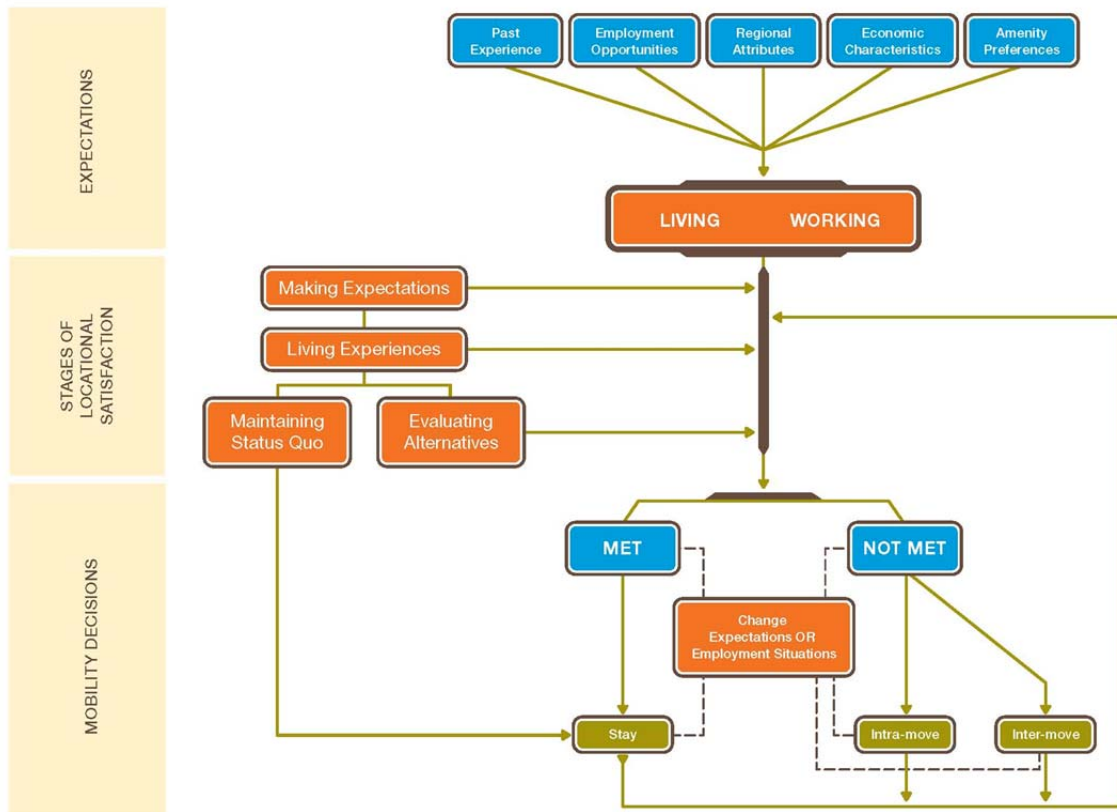 EXPECTATIONS
Past
Experience
Employment
Opportunities
Regional
Attributes
Economic
Characteristics
Amenity
Preferences
LIVING WORKING
STAGES OF
LOCATIONAL
SATISFACTION
Making Expectations
Living Experiences
Maintaining
Status Quo
Evaluating
Alternatives
MOBILITY DECISIONS
MET
NOT MET
Change
Expectations OR
Employment Situations
Stay
Intra-move
Inter-move